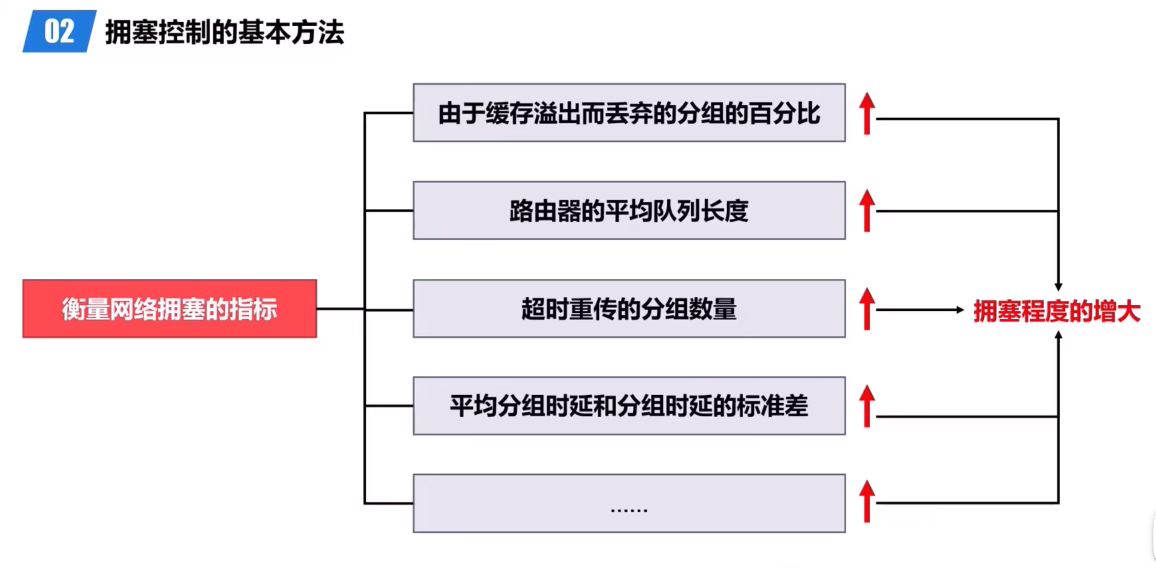 02 拥塞控制的基本方法
由于缓存溢出而丢弃的分组的百分比
路由器的平均队列长度
衡量网络拥塞的指标
超时重传的分组数量
拥塞程度的增大
平均分组时延和分组时延的标准差
......